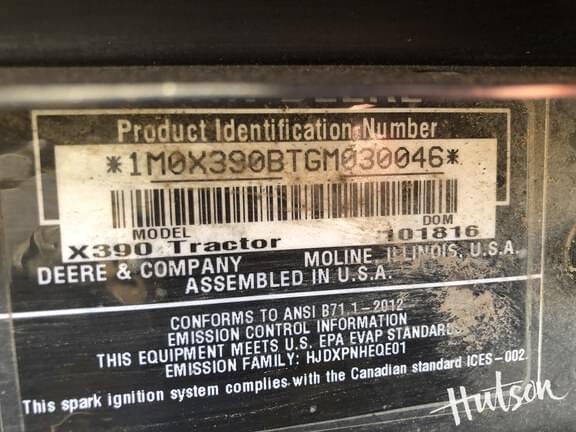 Product Identification Number
*1M0X390BTGM030046*
MODEL DOM
X390 Tractor 101816
DEERE & COMPANY MOLINE, ILLINOIS, U.S.A.
ASSEMBLED IN U.S.A.
CONFORMS TO ANSI B71.1-2012
EMISSION CONTROL INFORMATION
THIS EQUIPMENT MEETS U.S. EPA EVAP STANDARDS
EMISSION FAMILY: HJDXPNHEQE01
This spark ignition system complies with the Canadian standard ICES-002
Hutson